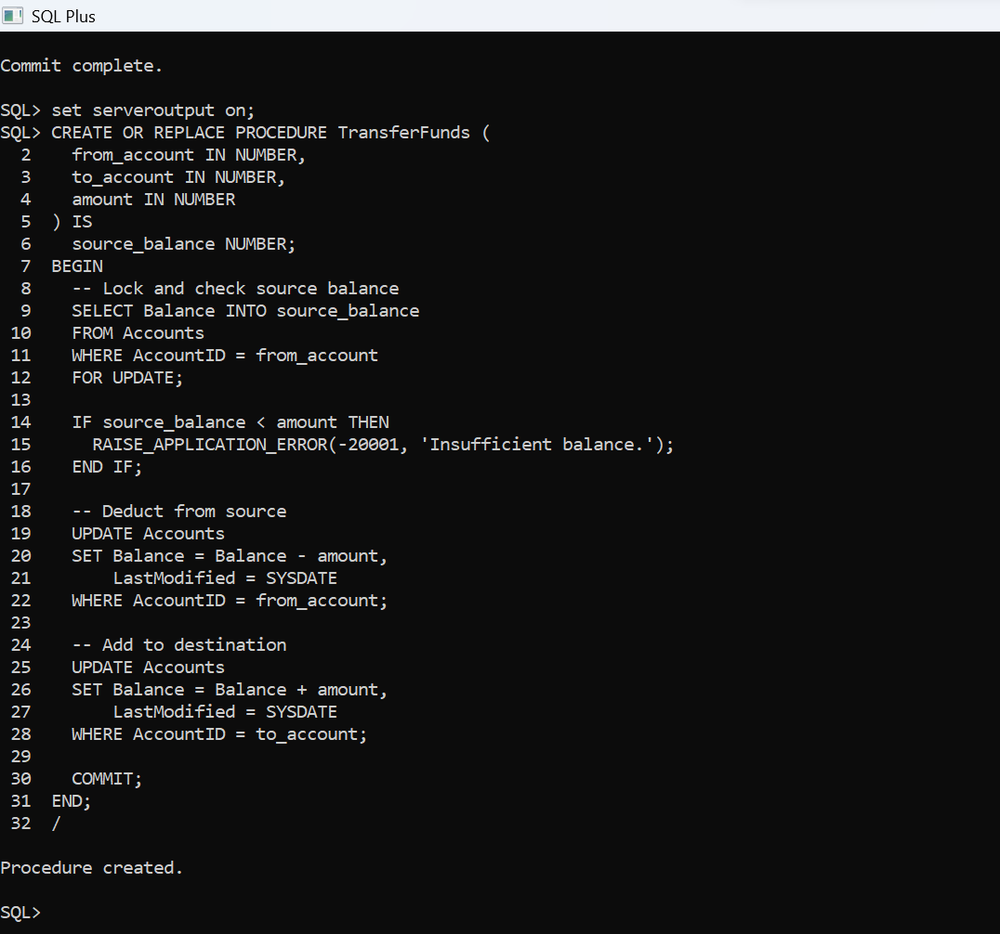 SQL Plus
Commit complete.
SQL> set serveroutput on;
SQL> CREATE OR REPLACE PROCEDURE TransferFunds (
  2    from_account IN NUMBER,
  3    to_account IN NUMBER,
  4    amount IN NUMBER
  5  ) IS
  6    source_balance NUMBER;
  7  BEGIN
  8    -- Lock and check source balance
  9    SELECT Balance INTO source_balance
 10    FROM Accounts
 11    WHERE AccountID = from_account
 12    FOR UPDATE;
 13
 14    IF source_balance < amount THEN
 15      RAISE_APPLICATION_ERROR(-20001, 'Insufficient balance.');
 16    END IF;
 17
 18    -- Deduct from source
 19    UPDATE Accounts
 20    SET Balance = Balance - amount,
 21        LastModified = SYSDATE
 22    WHERE AccountID = from_account;
 23
 24    -- Add to destination
 25    UPDATE Accounts
 26    SET Balance = Balance + amount,
 27        LastModified = SYSDATE
 28    WHERE AccountID = to_account;
 29
 30    COMMIT;
 31  END;
 32  /
Procedure created.
SQL>